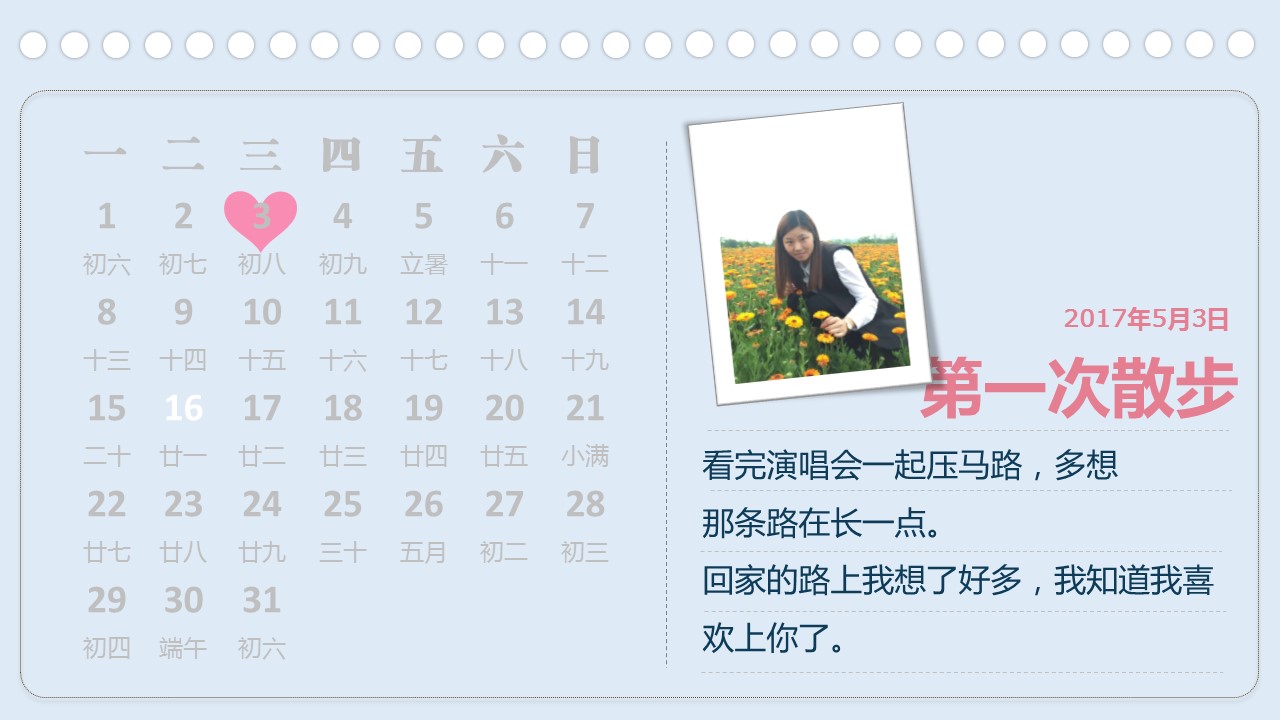 一 二 三 四 五 六 日
1 2 3 4 5 6 7
初六 初七 初八 初九 立暑 十一 十二
8 9 10 11 12 13 14
十三 十四 十五 十六 十七 十八 十九
15 16 17 18 19 20 21
二十 廿一 廿二 廿三 廿四 廿五 小满
22 23 24 25 26 27 28
廿七 廿八 廿九 三十 五月 初二 初三
29 30 31
初四 端午 初六
2017年5月3日
第一次散步
看完演唱会一起压马路，多想
那条路在长一点。
回家的路上我想了好多，我知道我喜
欢上你了。